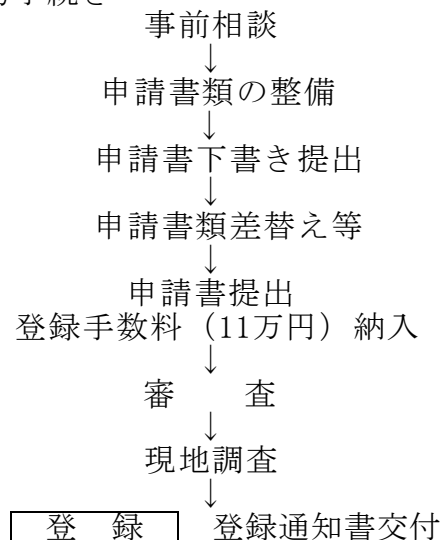 手続き
事前相談
↓
申請書類の整備
↓
申請書下書き提出
↓
申請書類差替え等
↓
申請書提出
登録手数料（11万円）納入
↓
審　　査
↓
現地調査
↓
登　録　登録通知書交付